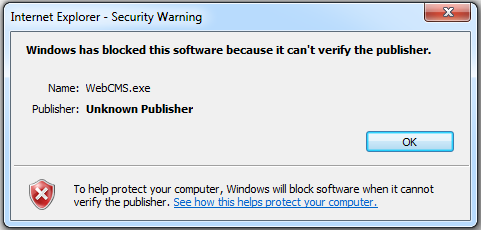 Internet Explorer - Security Warning
Windows has blocked this software because it can't verify the publisher.
Name: WebCMS.exe
Publisher: Unknown Publisher
OK
To help protect your computer, Windows will block software when it cannot
verify the publisher. See how this helps protect your computer.